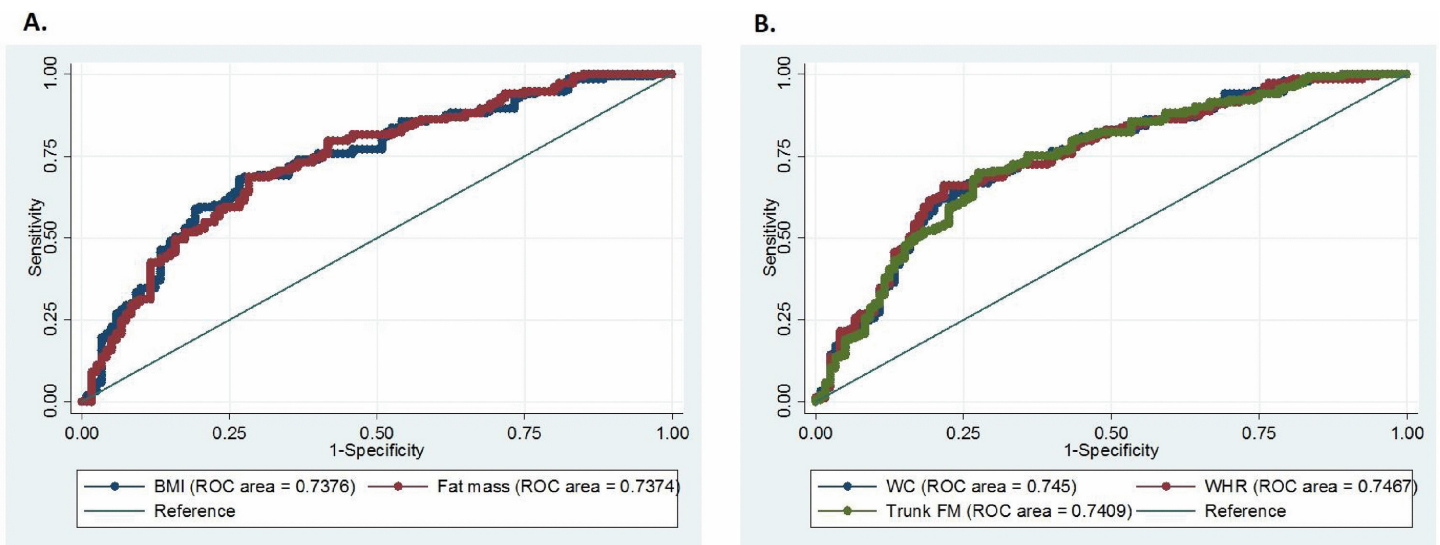 A.
Sensitivity
1.00
0.75
0.50
0.25
0.00
0.00 0.25 0.50 0.75 1.00
1-Specificity
BMI (ROC area = 0.7376) Fat mass (ROC area = 0.7374)
Reference
B.
Sensitivity
1.00
0.75
0.50
0.25
0.00
0.00 0.25 0.50 0.75 1.00
1-Specificity
WC (ROC area = 0.745) WHR (ROC area = 0.7467)
Trunk FM (ROC area = 0.7409) Reference